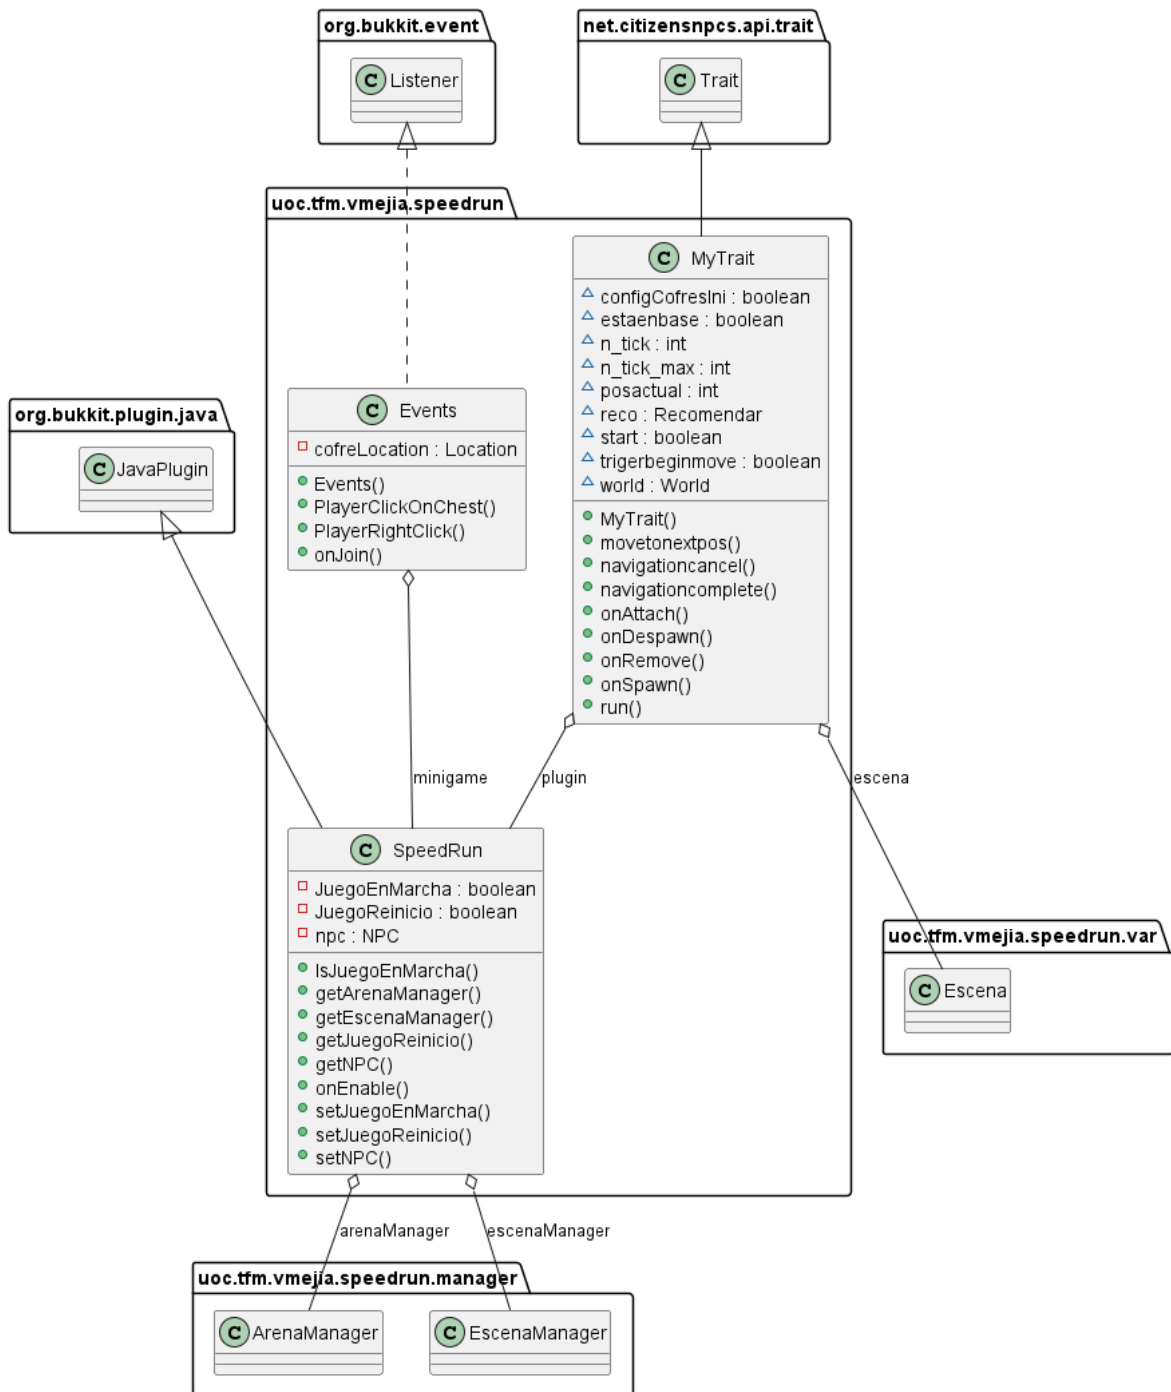 org.bukkit.event
C Listener
net.citizensnpcs.api.trait
C Trait
uoc.tfm.vmejia.speedrun
C MyTrait
configCofresIni : boolean
estaenbase : boolean
n_tick : int
n_tick_max : int
posactual : int
reco : Recomendar
start : boolean
trigerbeginmove : boolean
world : World
MyTrait()
movetonextpos()
navigationcancel()
navigationcomplete()
onAttach()
onDespawn()
onRemove()
onSpawn()
run()
C Events
cofreLocation : Location
Events()
PlayerClickOnChest()
PlayerRightClick()
onJoin()
org.bukkit.plugin.java
C JavaPlugin
minigame
plugin
escena
C SpeedRun
JuegoEnMarcha : boolean
JuegoReinicio : boolean
npc : NPC
IsJuegoEnMarcha()
getArenaManager()
getEscenaManager()
getJuegoReinicio()
getNPC()
onEnable()
setJuegoEnMarcha()
setJuegoReinicio()
setNPC()
uoc.tfm.vmejia.speedrun.var
C Escena
arenaManager
escenaManager
uoc.tfm.vmejia.speedrun.manager
C ArenaManager
C EscenaManager